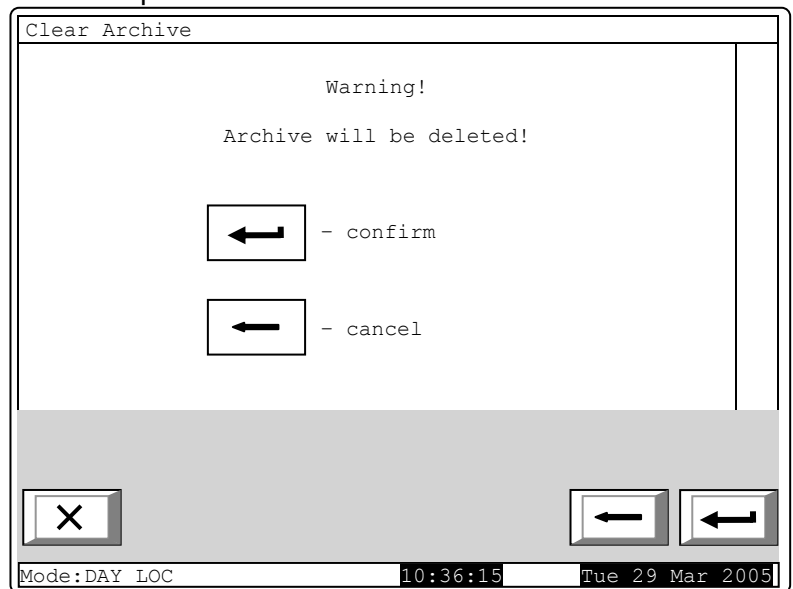 Clear Archive
Warning!
Archive will be deleted!
- confirm
- cancel
Mode:DAY LOC 10:36:15 Tue 29 Mar 2005